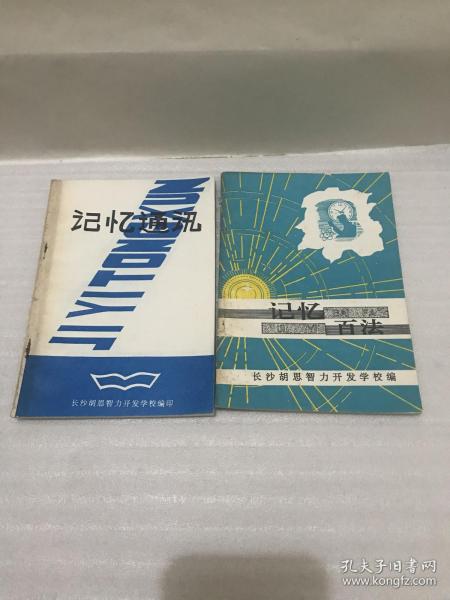 记忆通讯
JIYITONGXUN
长沙胡思智力开发学校编印
记忆
百法
长沙胡思智力开发学校编
孔夫子旧书网
www.kongfz.com